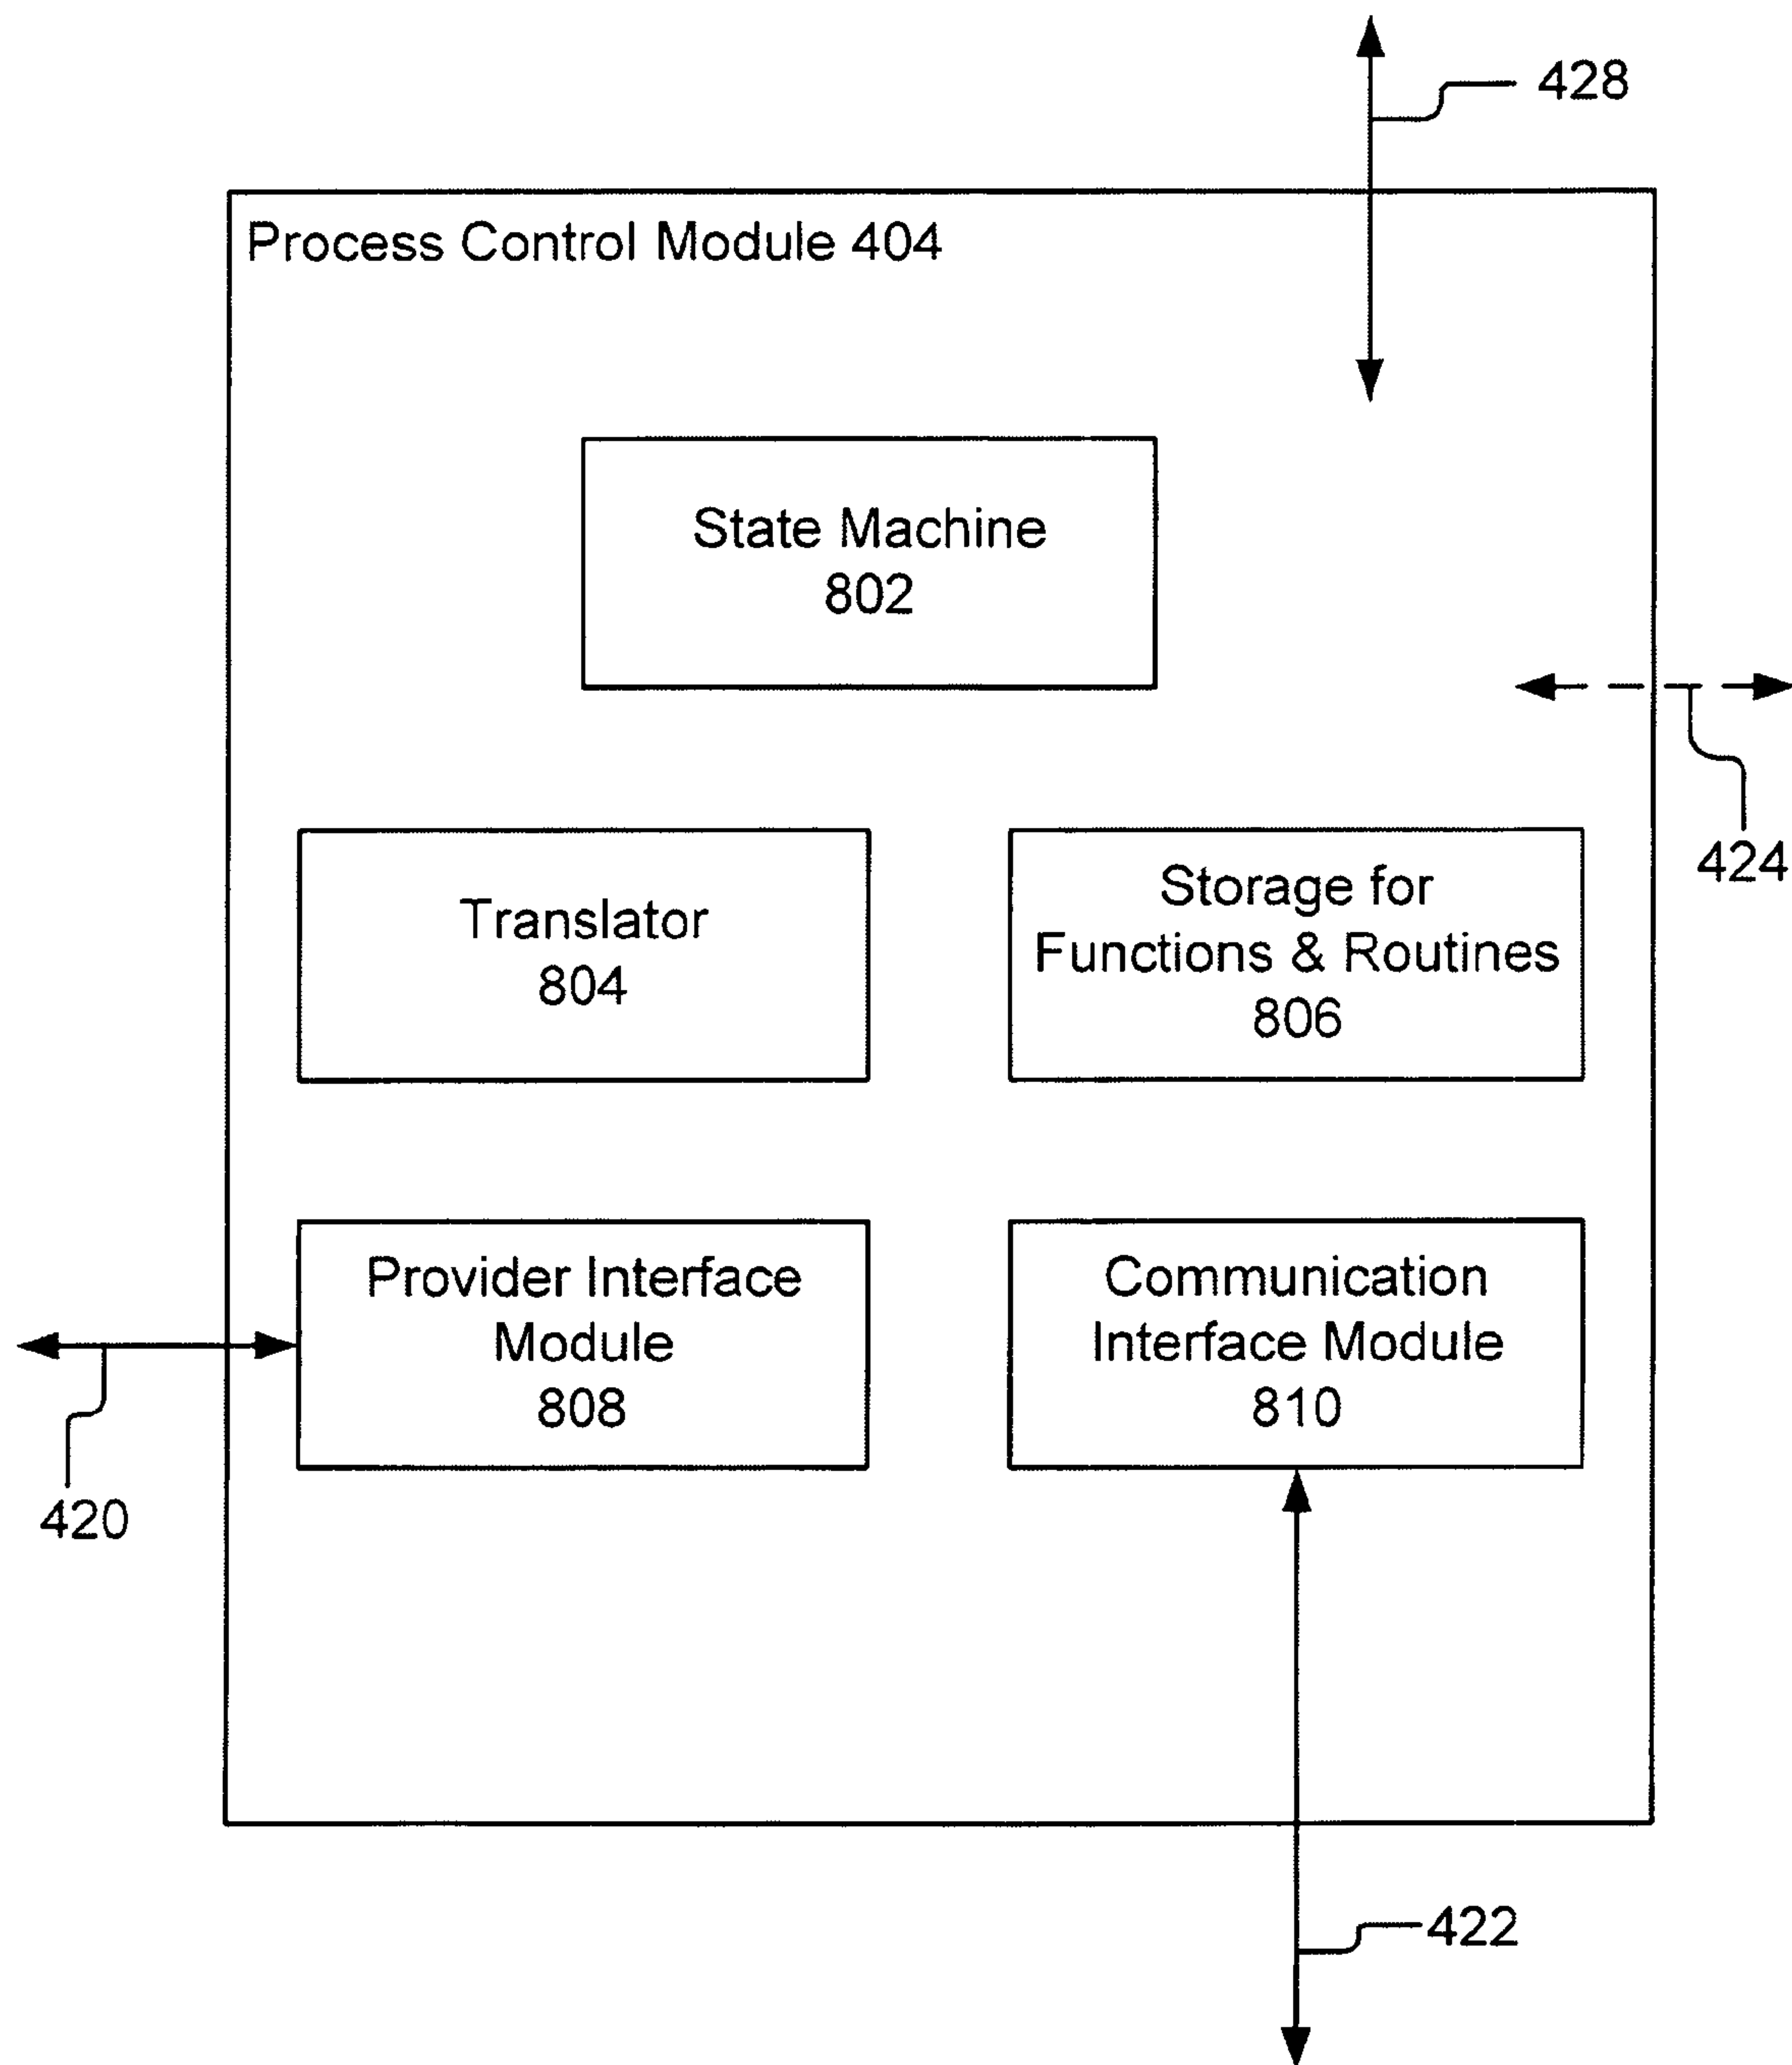 428
Process Control Module 404
State Machine
802
424
Translator
804
Storage for
Functions & Routines
806
Provider Interface
Module
808
Communication
Interface Module
810
420
422